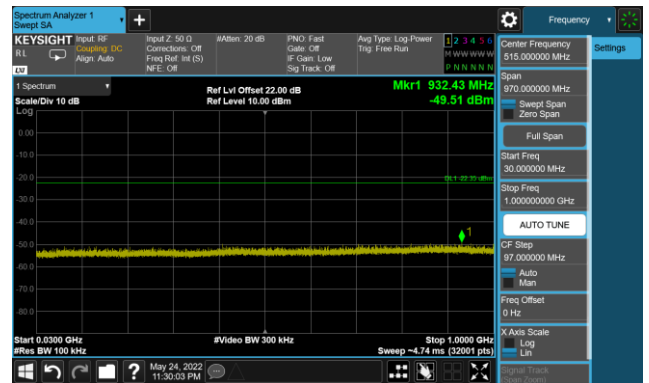 Spectrum Analyzer 1
Swept SA
Frequency
KEYSIGHT
RL
LXI
Input: RF
Coupling: DC
Align: Auto
Input Z: 50 Ω
Corrections: Off
Freq Ref: Int (S)
NFE: Off
#Atten: 20 dB
PNO: Fast
Gate: Off
IF Gain: Low
Sig Track: Off
Avg Type: Log-Power
Trig: Free Run
1 2 3 4 5 6
M W W W W W
P N N N N N
Center Frequency
515.000000 MHz
Settings
1 Spectrum
Scale/Div 10 dB
Log
Ref Lvl Offset 22.00 dB
Ref Level 10.00 dBm
Mkr1 932.43 MHz
-49.51 dBm
Span
970.000000 MHz
Swept Span
Zero Span
Full Span
Start Freq
30.000000 MHz
Stop Freq
1.000000000 GHz
AUTO TUNE
CF Step
97.000000 MHz
Auto
Man
Freq Offset
0 Hz
X Axis Scale
Log
Lin
Signal Track
(Span Zoom)
0.00
-10.0
-20.0
-30.0
-40.0
-50.0
-60.0
-70.0
-80.0
1
Start 0.0300 GHz
#Res BW 100 kHz
#Video BW 300 kHz
Stop 1.0000 GHz
Sweep ~4.74 ms (32001 pts)
?
May 24, 2022
11:30:03 PM